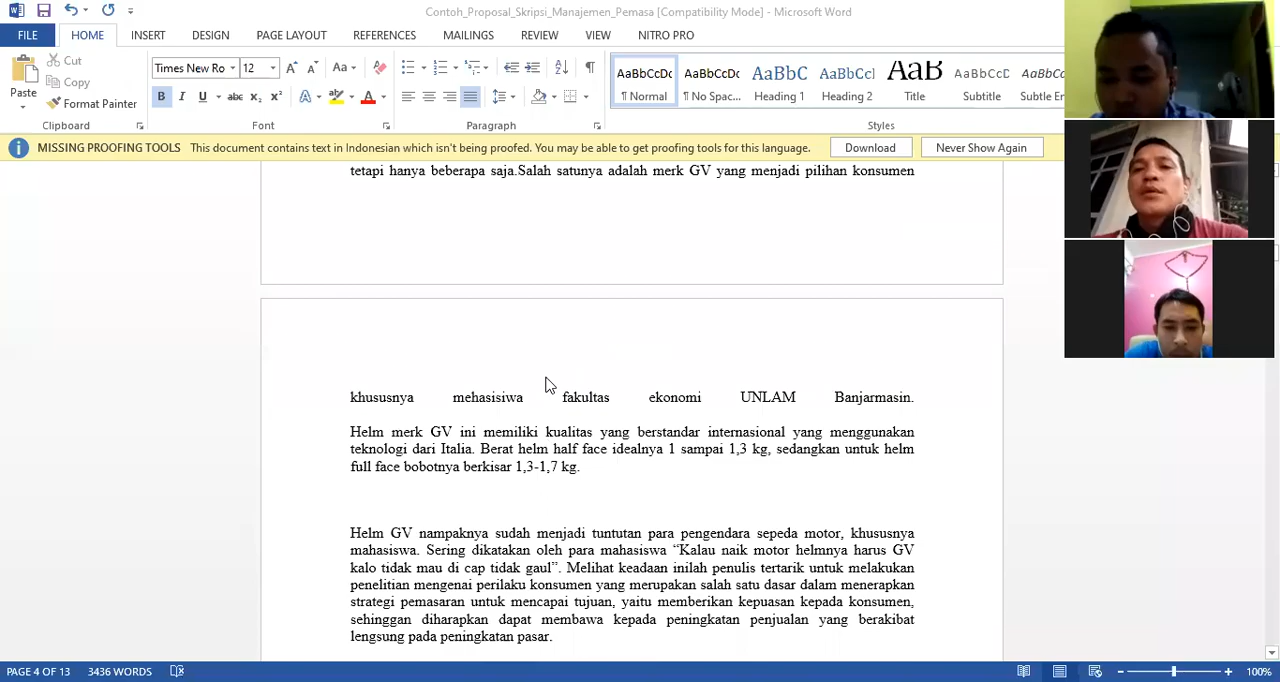 Contoh_Proposal_Skripsi_Manajemen_Pemasa [Compatibility Mode] - Microsoft Word
FILE HOME INSERT DESIGN PAGE LAYOUT REFERENCES MAILINGS REVIEW VIEW NITRO PRO
Paste
Cut
Copy
Format Painter
Clipboard
Times New Ro 12
Font
Paragraph
AaBbCcDc AaBbCcDc AaBbC AaBbCcl AaB AaBbCcD AaBbCcD
¶ Normal ¶ No Spac... Heading 1 Heading 2 Title Subtitle Subtle Em
Styles
MISSING PROOFING TOOLS This document contains text in Indonesian which isn't being proofed. You may be able to get proofing tools for this language. Download Never Show Again
tetapi hanya beberapa saja.Salah satunya adalah merk GV yang menjadi pilihan konsumen
khususnya mehasisiwa fakultas ekonomi UNLAM Banjarmasin.
Helm merk GV ini memiliki kualitas yang berstandar internasional yang menggunakan
teknologi dari Italia. Berat helm half face idealnya 1 sampai 1,3 kg, sedangkan untuk helm
full face bobotnya berkisar 1,3-1,7 kg.
Helm GV nampaknya sudah menjadi tuntutan para pengendara sepeda motor, khususnya
mahasiswa. Sering dikatakan oleh para mahasiswa “Kalau naik motor helmnya harus GV
kalo tidak mau di cap tidak gaul”. Melihat keadaan inilah penulis tertarik untuk melakukan
penelitian mengenai perilaku konsumen yang merupakan salah satu dasar dalam menerapkan
strategi pemasaran untuk mencapai tujuan, yaitu memberikan kepuasan kepada konsumen,
sehinggan diharapkan dapat membawa kepada peningkatan penjualan yang berakibat
lengsung pada peningkatan pasar.
PAGE 4 OF 13 3436 WORDS 100%